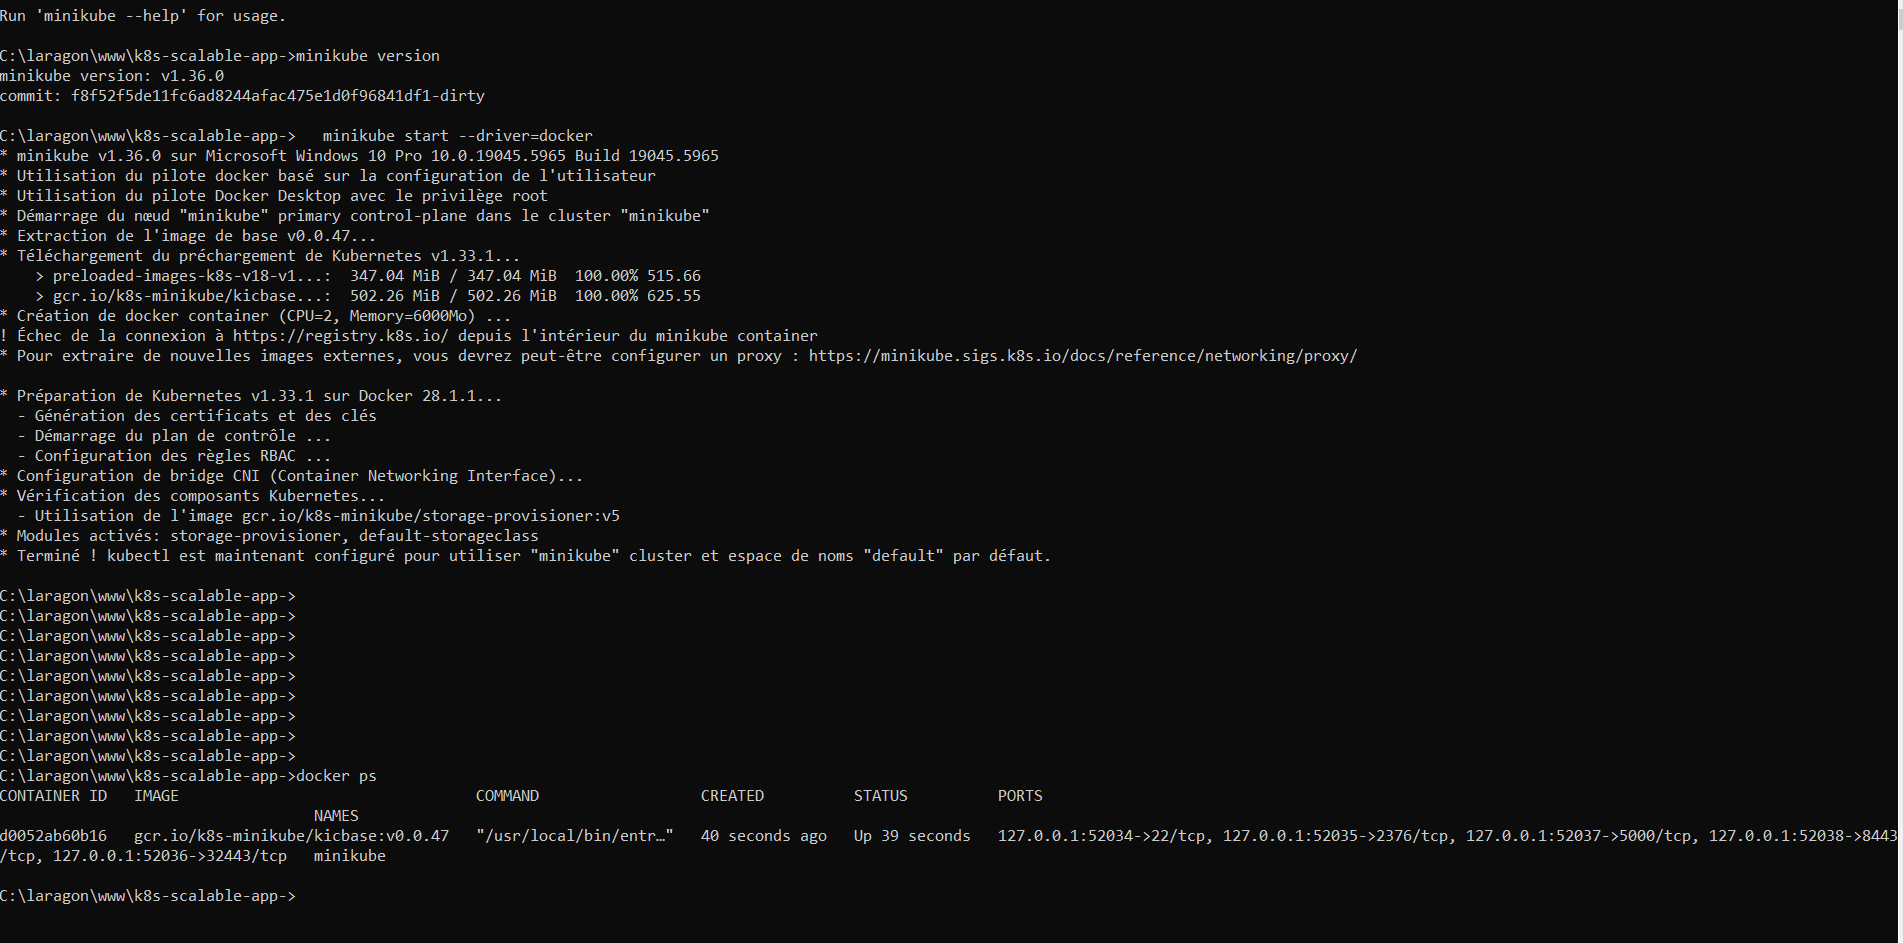 Run 'minikube --help' for usage.
C:\laragon\www\k8s-scalable-app->minikube version
minikube version: v1.36.0
commit: f8f52f5de11fc6ad8244afac475e1d0f96841df1-dirty
C:\laragon\www\k8s-scalable-app->   minikube start --driver=docker
* minikube v1.36.0 sur Microsoft Windows 10 Pro 10.0.19045.5965 Build 19045.5965
* Utilisation du pilote docker basé sur la configuration de l'utilisateur
* Utilisation du pilote Docker Desktop avec le privilège root
* Démarrage du nœud "minikube" primary control-plane dans le cluster "minikube"
* Extraction de l'image de base v0.0.47...
* Téléchargement du préchargement de Kubernetes v1.33.1...
    > preloaded-images-k8s-v18-v1...:  347.04 MiB / 347.04 MiB  100.00% 515.66
    > gcr.io/k8s-minikube/kicbase...:  502.26 MiB / 502.26 MiB  100.00% 625.55
* Création de docker container (CPU=2, Memory=6000Mo) ...
! Échec de la connexion à https://registry.k8s.io/ depuis l'intérieur du minikube container
* Pour extraire de nouvelles images externes, vous devrez peut-être configurer un proxy : https://minikube.sigs.k8s.io/docs/reference/networking/proxy/
* Préparation de Kubernetes v1.33.1 sur Docker 28.1.1...
  - Génération des certificats et des clés
  - Démarrage du plan de contrôle ...
  - Configuration des règles RBAC ...
* Configuration de bridge CNI (Container Networking Interface)...
* Vérification des composants Kubernetes...
  - Utilisation de l'image gcr.io/k8s-minikube/storage-provisioner:v5
* Modules activés: storage-provisioner, default-storageclass
* Terminé ! kubectl est maintenant configuré pour utiliser "minikube" cluster et espace de noms "default" par défaut.
C:\laragon\www\k8s-scalable-app->
C:\laragon\www\k8s-scalable-app->
C:\laragon\www\k8s-scalable-app->
C:\laragon\www\k8s-scalable-app->
C:\laragon\www\k8s-scalable-app->
C:\laragon\www\k8s-scalable-app->
C:\laragon\www\k8s-scalable-app->
C:\laragon\www\k8s-scalable-app->
C:\laragon\www\k8s-scalable-app->
C:\laragon\www\k8s-scalable-app->docker ps
CONTAINER ID   IMAGE                                 COMMAND                  CREATED          STATUS          PORTS
                                   NAMES
d0052ab60b16   gcr.io/k8s-minikube/kicbase:v0.0.47   "/usr/local/bin/entr…"   40 seconds ago   Up 39 seconds   127.0.0.1:52034->22/tcp, 127.0.0.1:52035->2376/tcp, 127.0.0.1:52037->5000/tcp, 127.0.0.1:52038->8443
/tcp, 127.0.0.1:52036->32443/tcp   minikube
C:\laragon\www\k8s-scalable-app->